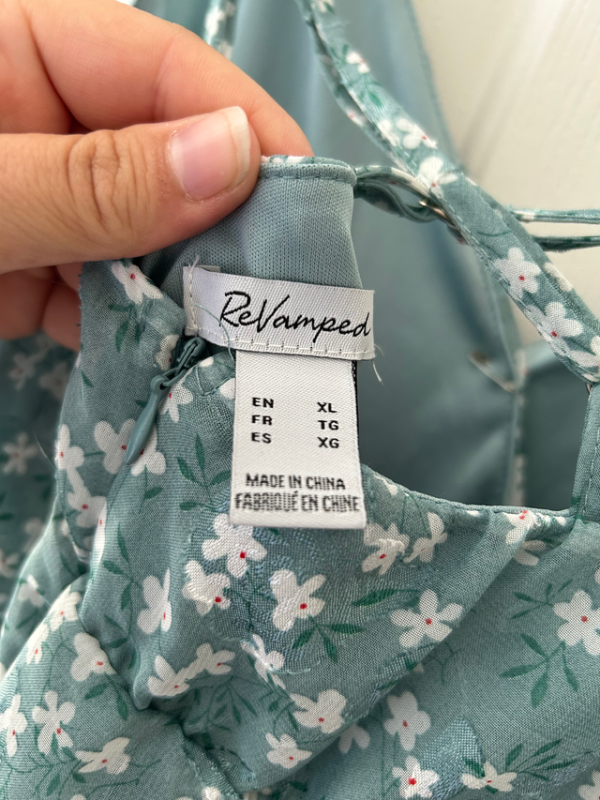 ReVamped
EN XL
FR TG
ES XG
MADE IN CHINA
FABRIQUÉ EN CHINE